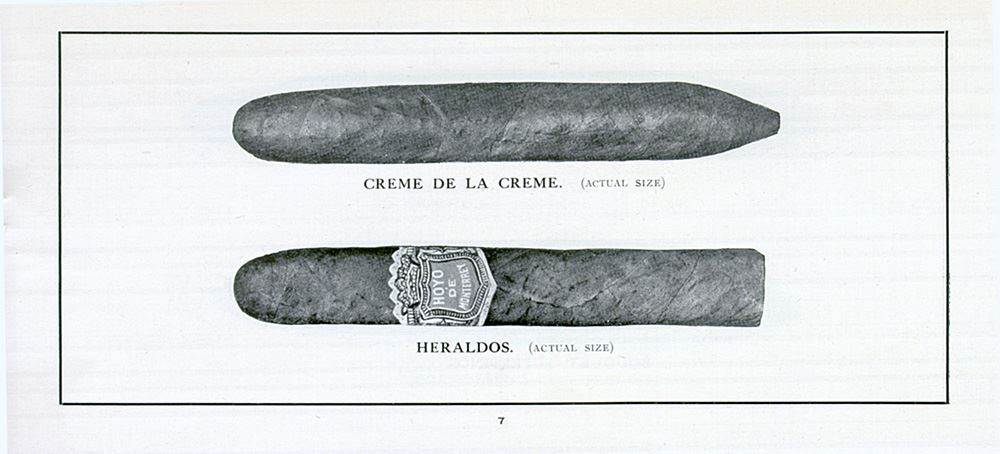 CREME DE LA CREME. (ACTUAL SIZE)
HOYO
DE
MONTERREY
HERALDOS. (ACTUAL SIZE)
7